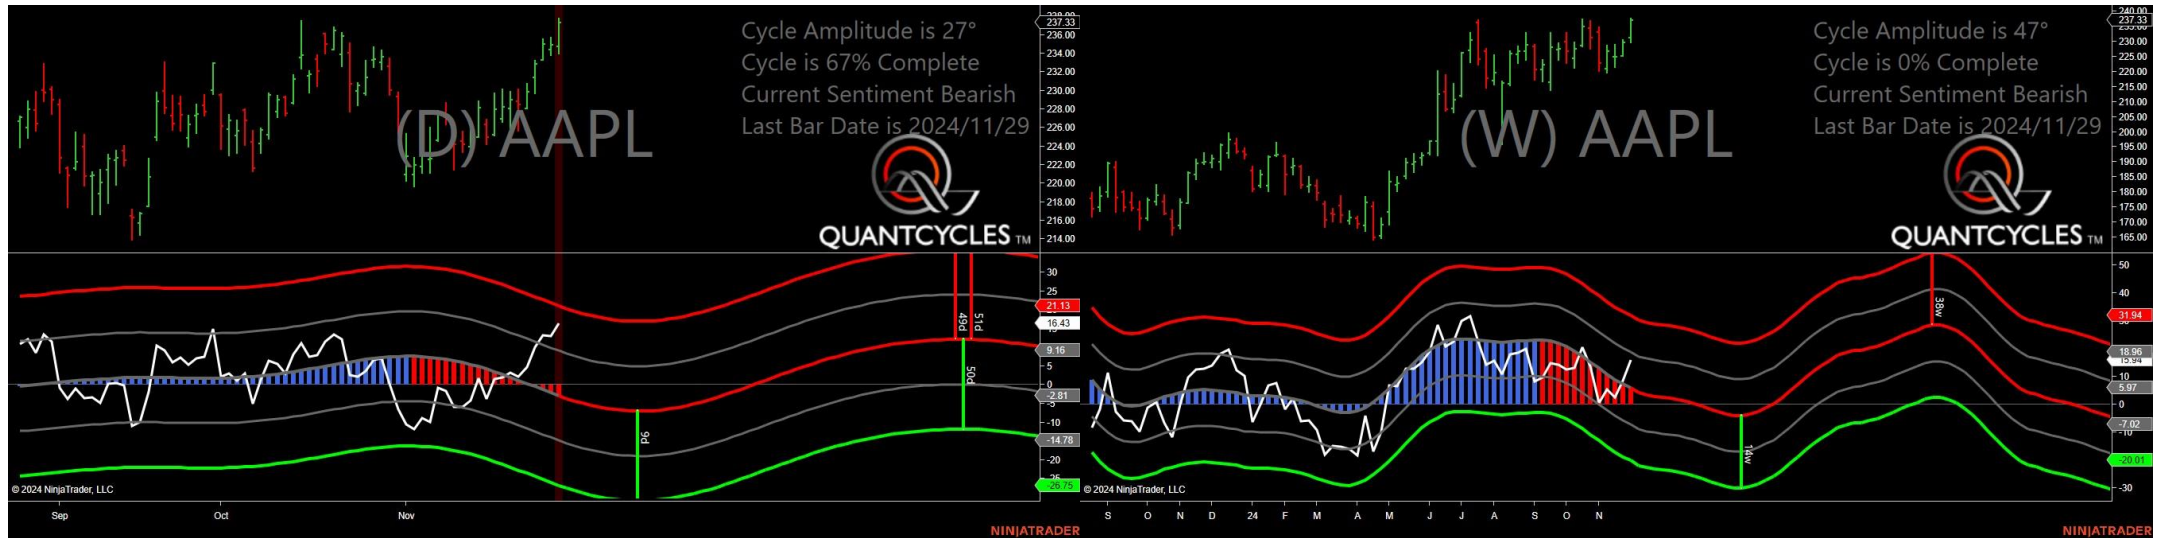 Cycle Amplitude is 27°
Cycle is 67% Complete
Current Sentiment Bearish
Last Bar Date is 2024/11/29
(D) AAPL
QUANTCYCLES TM
238.00
237.33
236.00
234.00
232.00
230.00
228.00
226.00
224.00
222.00
220.00
218.00
216.00
214.00
30
25
21.13
16.43
9.16
5
0
-2.81
-5
-10
-14.78
-20
-26.75
9d
49d
51d
50d
© 2024 NinjaTrader, LLC
Sep Oct Nov
NINJATRADER
Cycle Amplitude is 47°
Cycle is 0% Complete
Current Sentiment Bearish
Last Bar Date is 2024/11/29
(W) AAPL
QUANTCYCLES TM
240.00
237.33
230.00
225.00
220.00
215.00
210.00
205.00
200.00
195.00
190.00
185.00
180.00
175.00
170.00
165.00
50
40
31.94
18.96
15.94
10
5.97
0
-7.02
-10
-20.01
-30
14w
38w
© 2024 NinjaTrader, LLC
S O N D 24 F M A M J J A S O N
NINJATRADER